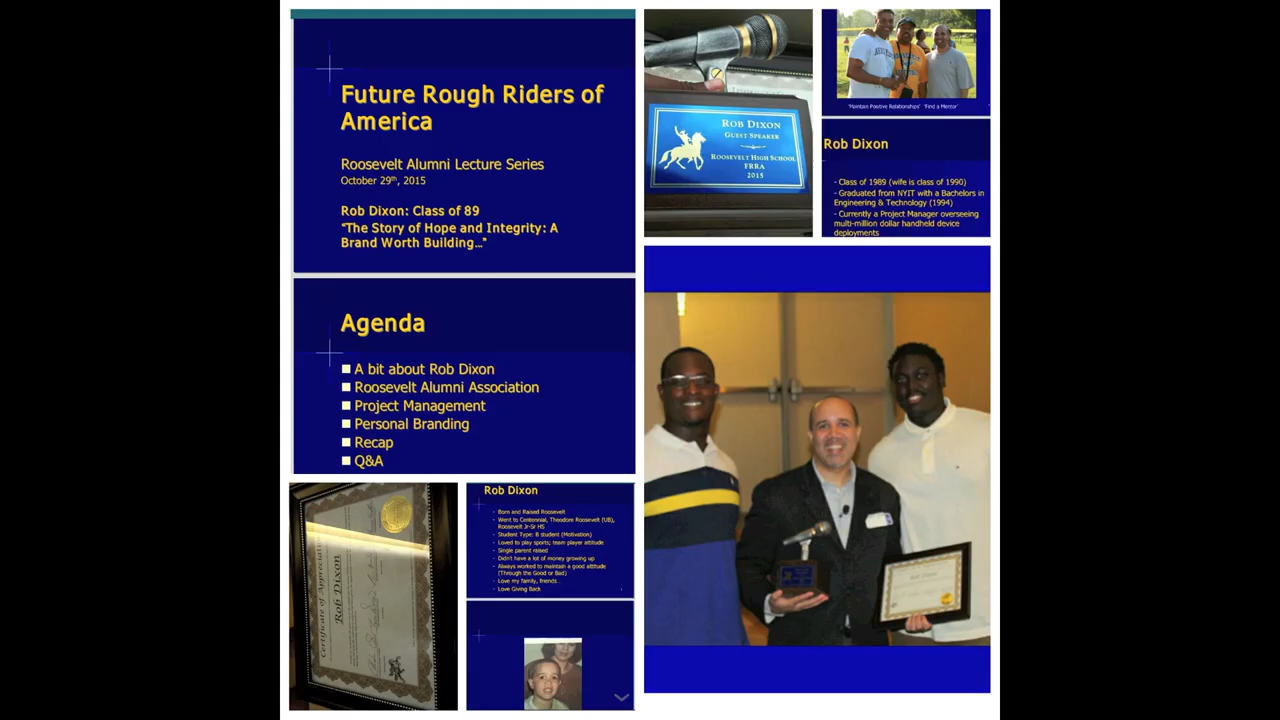 Future Rough Riders of
America
Roosevelt Alumni Lecture Series
October 29th, 2015
Rob Dixon: Class of 89
"The Story of Hope and Integrity: A
Brand Worth Building…"
Agenda
A bit about Rob Dixon
Roosevelt Alumni Association
Project Management
Personal Branding
Recap
Q&A
ROB DIXON
GUEST SPEAKER
ROOSEVELT HIGH SCHOOL
FRRA
2015
'Maintain Positive Relationships' 'Find a Mentor'
Rob Dixon
- Class of 1989 (wife is class of 1990)
- Graduated from NYIT with a Bachelors in
Engineering & Technology (1994)
- Currently a Project Manager overseeing
multi-million dollar handheld device
deployments
Certificate of Appreciation
Rob Dixon
Rob Dixon
- Born and Raised Roosevelt
- Went to Centennial, Theodore Roosevelt (UB),
Roosevelt Jr-Sr HS
- Student Type: B student (Motivation)
- Loved to play sports; team player attitude
- Single parent raised
- Didn't have a lot of money growing up
- Always worked to maintain a good attitude
(Through the Good or Bad)
- Love my family, friends…
- Love Giving Back